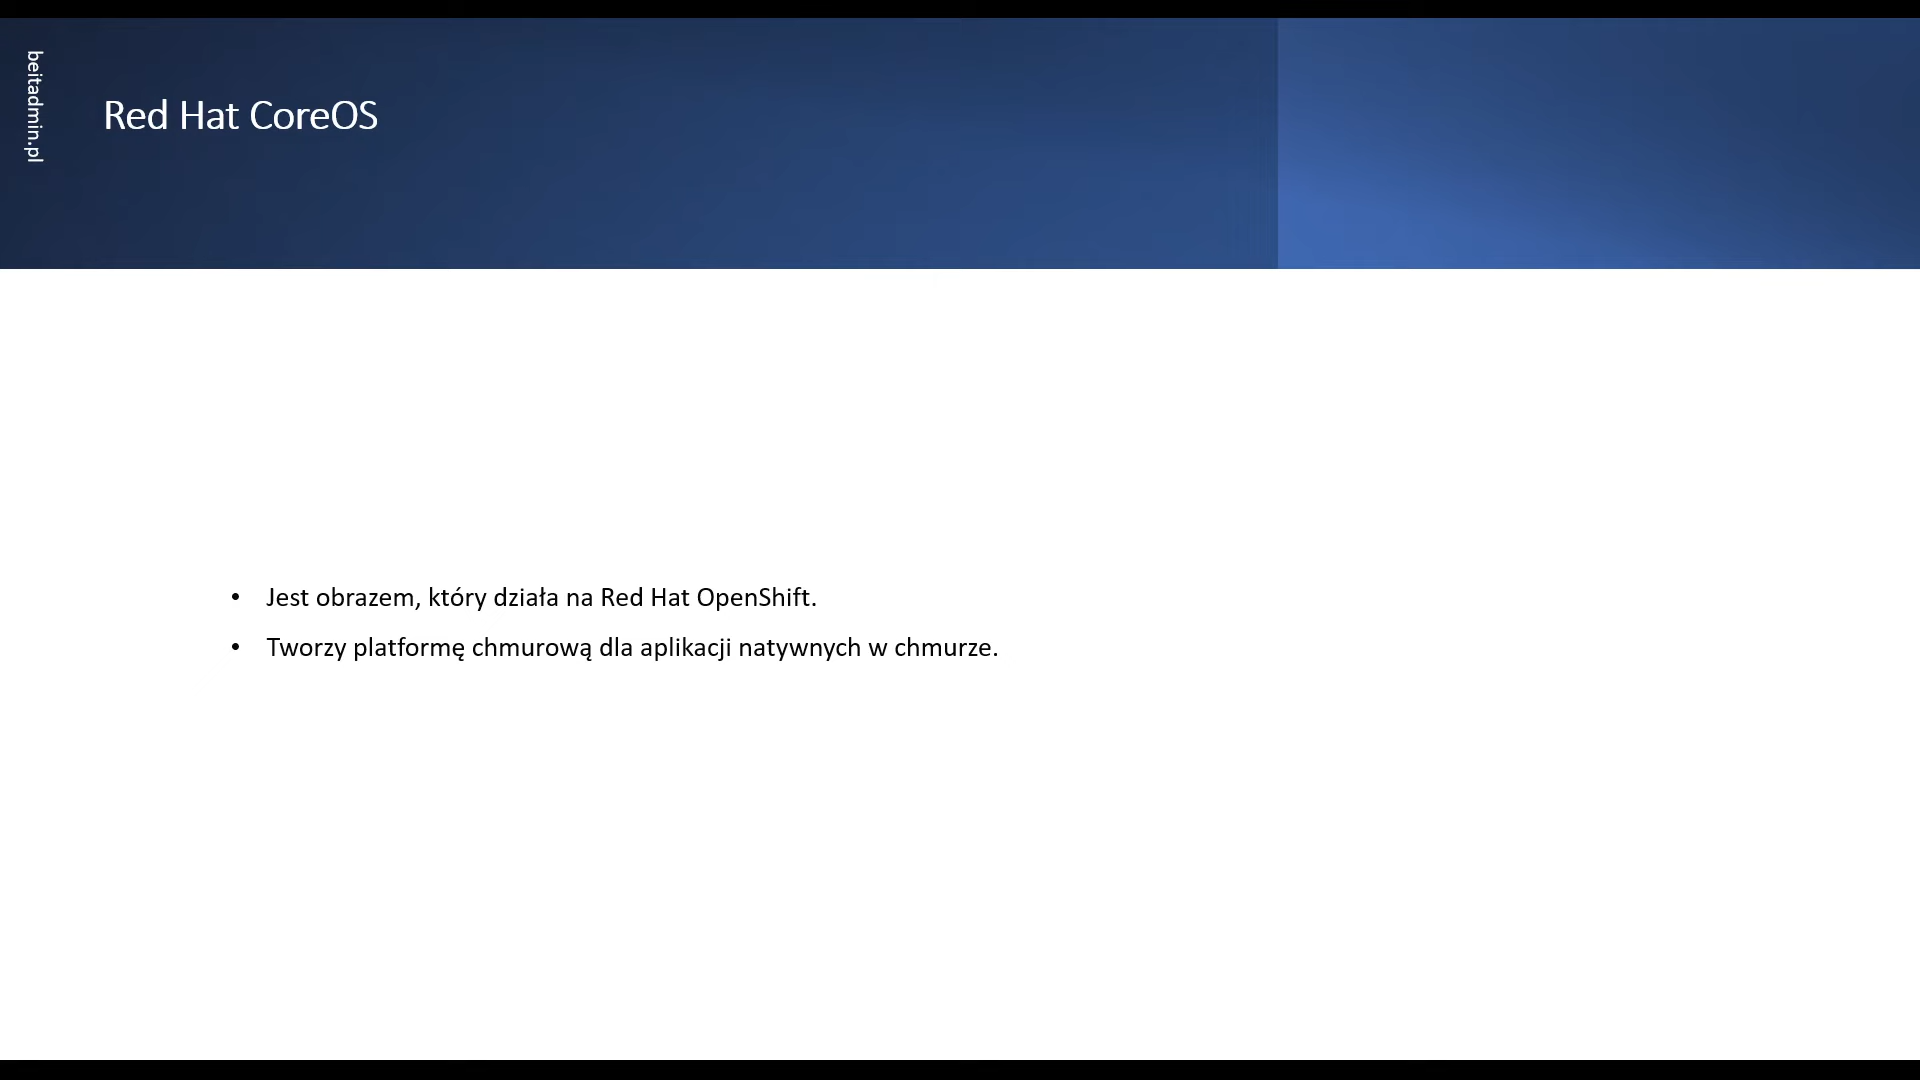 beitadmin.pl
Red Hat CoreOS
• Jest obrazem, który działa na Red Hat OpenShift.
• Tworzy platformę chmurową dla aplikacji natywnych w chmurze.